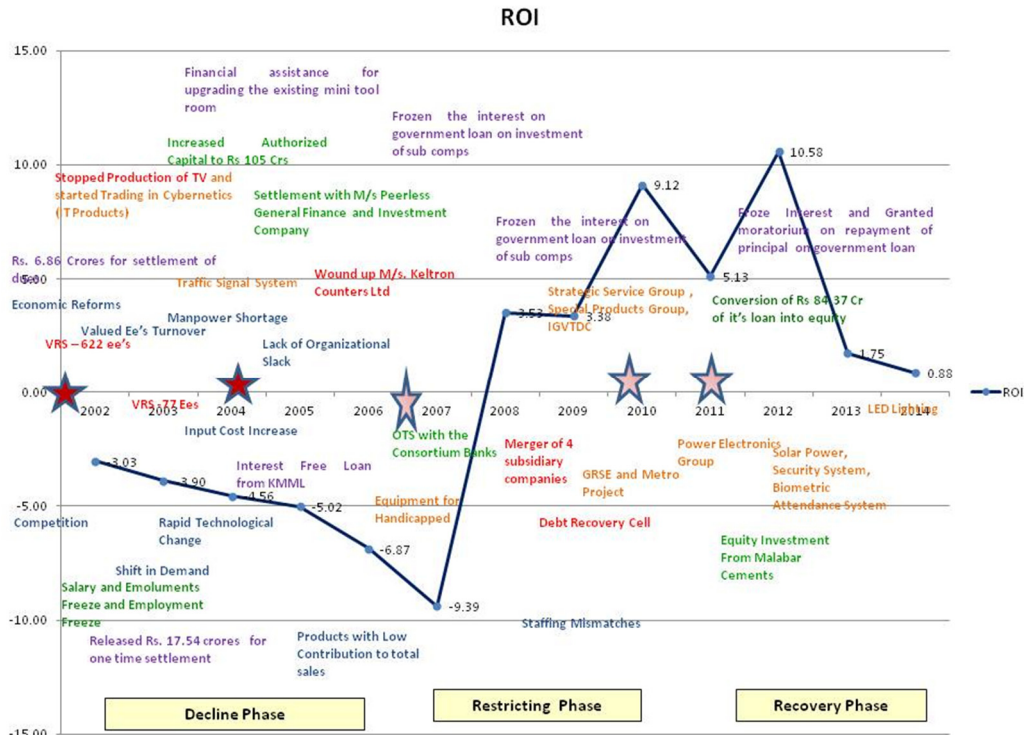 ROI
15.00
Financial assistance for
upgrading the existing mini tool
room
Frozen the interest on
government loan on investment
of sub comps
Increased Authorized
Capital to Rs 105 Crs
10.00
10.58
Stopped Production of TV and
started Trading in Cybernetics
(IT Products)
Settlement with M/s Peerless
General Finance and Investment
Company
9.12
Frozen the interest on
government loan on investment
of sub comps
Froze Interest and Granted
moratorium on repayment of
principal on government loan
Rs. 6.86 Crores for settlement of
dues
5.00
Traffic Signal System
Wound up M/s. Keltron
Counters Ltd
5.13
Strategic Service Group ,
Special Products Group,
IGVTDC
Conversion of Rs 84.37 Cr
of it's loan into equity
Economic Reforms
Manpower Shortage
3.53
3.38
Valued Ee's Turnover
VRS – 622 ee's
Lack of Organizational
Slack
1.75
0.88
ROI
0.00
2002
2003
2004
2005
2006
2007
2008
2009
2010
2011
2012
2013
2014
VRS -77 Ees
LED Lighting
Input Cost Increase
OTS with the
Consortium Banks
Merger of 4
subsidiary
companies
Power Electronics
Group
Solar Power,
Security System,
Biometric
Attendance System
-3.03
Interest Free Loan
from KMML
-3.90
-4.56
GRSE and Metro
Project
-5.00
-5.02
Equipment for
Handicapped
Competition
Rapid Technological
Change
Debt Recovery Cell
-6.87
Equity Investment
From Malabar
Cements
Shift in Demand
Salary and Emoluments
Freeze and Employment
Freeze
-9.39
-10.00
Released Rs. 17.54 crores for
one time settlement
Products with Low
Contribution to total
sales
Staffing Mismatches
Decline Phase
Restricting Phase
Recovery Phase
-15.00